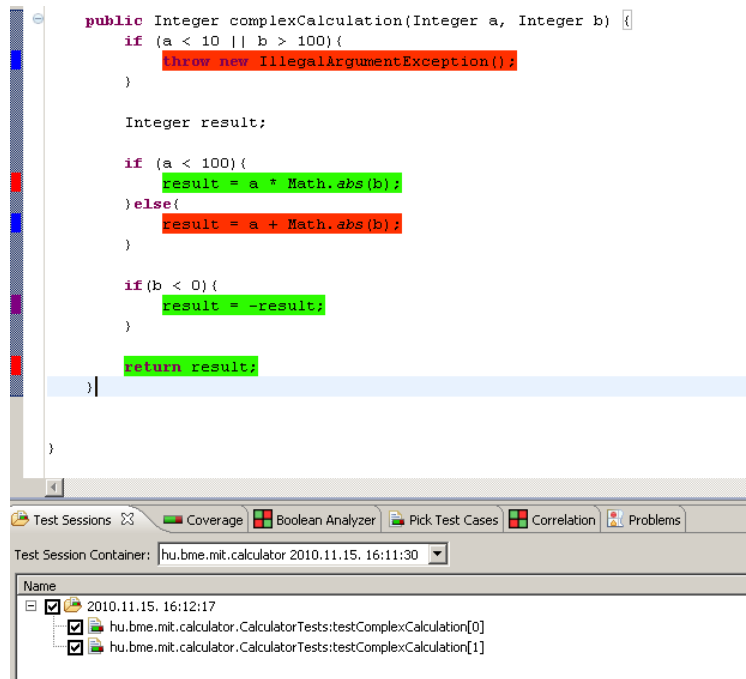 public Integer complexCalculation(Integer a, Integer b) {
if (a < 10 || b > 100){
throw new IllegalArgumentException();
}
Integer result;
if (a < 100){
result = a * Math.abs(b);
}else{
result = a + Math.abs(b);
}
if(b < 0){
result = -result;
}
return result;
}
}
Test Sessions Coverage Boolean Analyzer Pick Test Cases Correlation Problems
Test Session Container: hu.bme.mit.calculator 2010.11.15. 16:11:30
Name
2010.11.15. 16:12:17
hu.bme.mit.calculator.CalculatorTests:testComplexCalculation[0]
hu.bme.mit.calculator.CalculatorTests:testComplexCalculation[1]